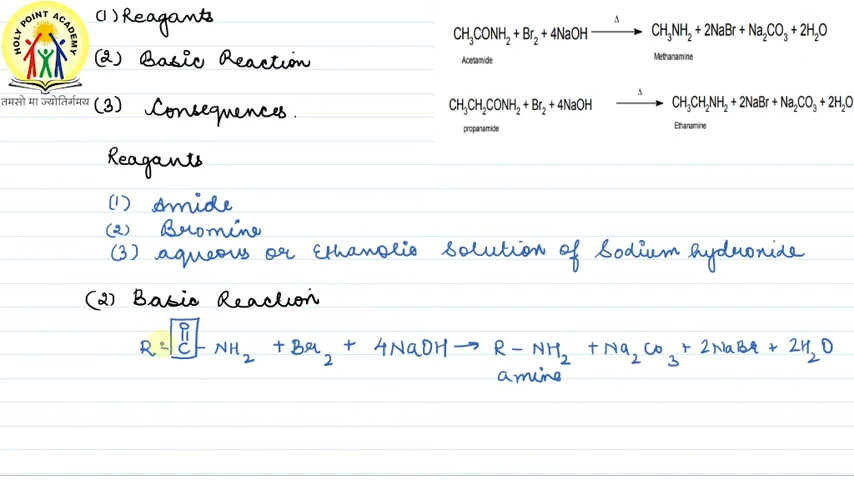 HOLY POINT ACADEMY
तमसो मा ज्योतिर्गमय
(1) Reagants
(2) Basic Reaction
(3) Consequences.
CH₃CONH₂ + Br₂ + 4NaOH —Δ→ CH₃NH₂ + 2NaBr + Na₂CO₃ + 2H₂O
Acetamide Methanamine
CH₃CH₂CONH₂ + Br₂ + 4NaOH —Δ→ CH₃CH₂NH₂ + 2NaBr + Na₂CO₃ + 2H₂O
propanamide Ethanamine
Reagants
(1) Amide
(2) Bromine
(3) aqueous or Ethanolic Solution of Sodium hydroxide
(2) Basic Reaction
O
R - C - NH₂ + Br₂ + 4NaOH → R - NH₂ + Na₂CO₃ + 2NaBr + 2H₂O
amine